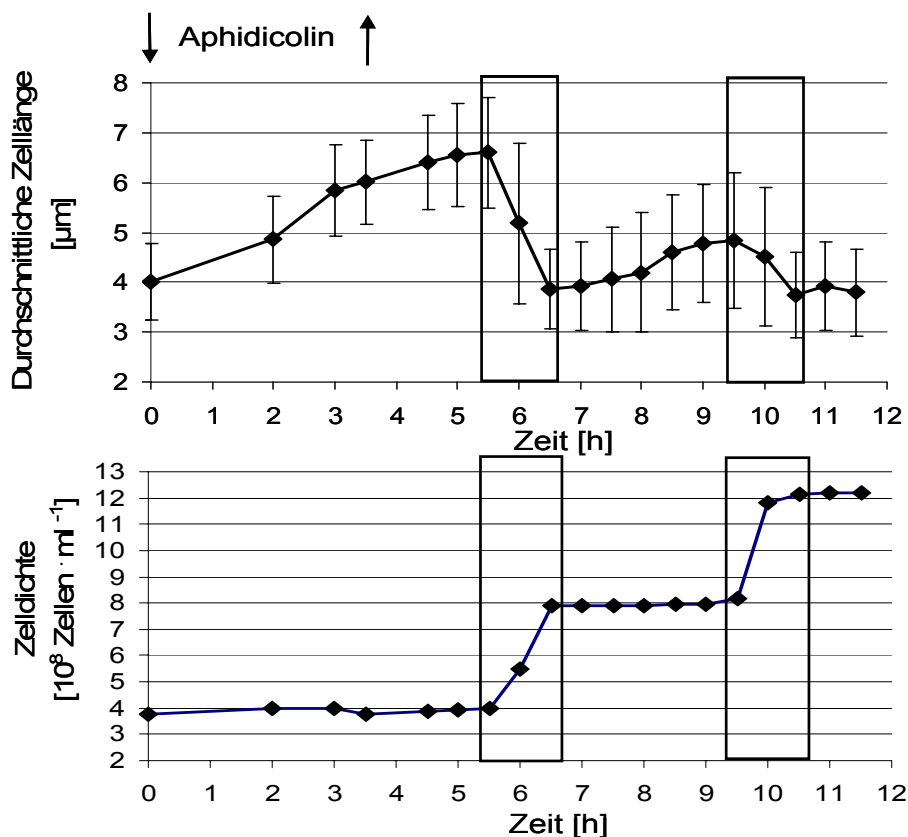 Aphidicolin
Durchschnittliche Zelllänge
[µm]
8
7
6
5
4
3
2
0 1 2 3 4 5 6 7 8 9 10 11 12
Zeit [h]
Zelldichte
[10⁸ Zellen · ml⁻¹]
13
12
11
10
9
8
7
6
5
4
3
2
0 1 2 3 4 5 6 7 8 9 10 11 12
Zeit [h]